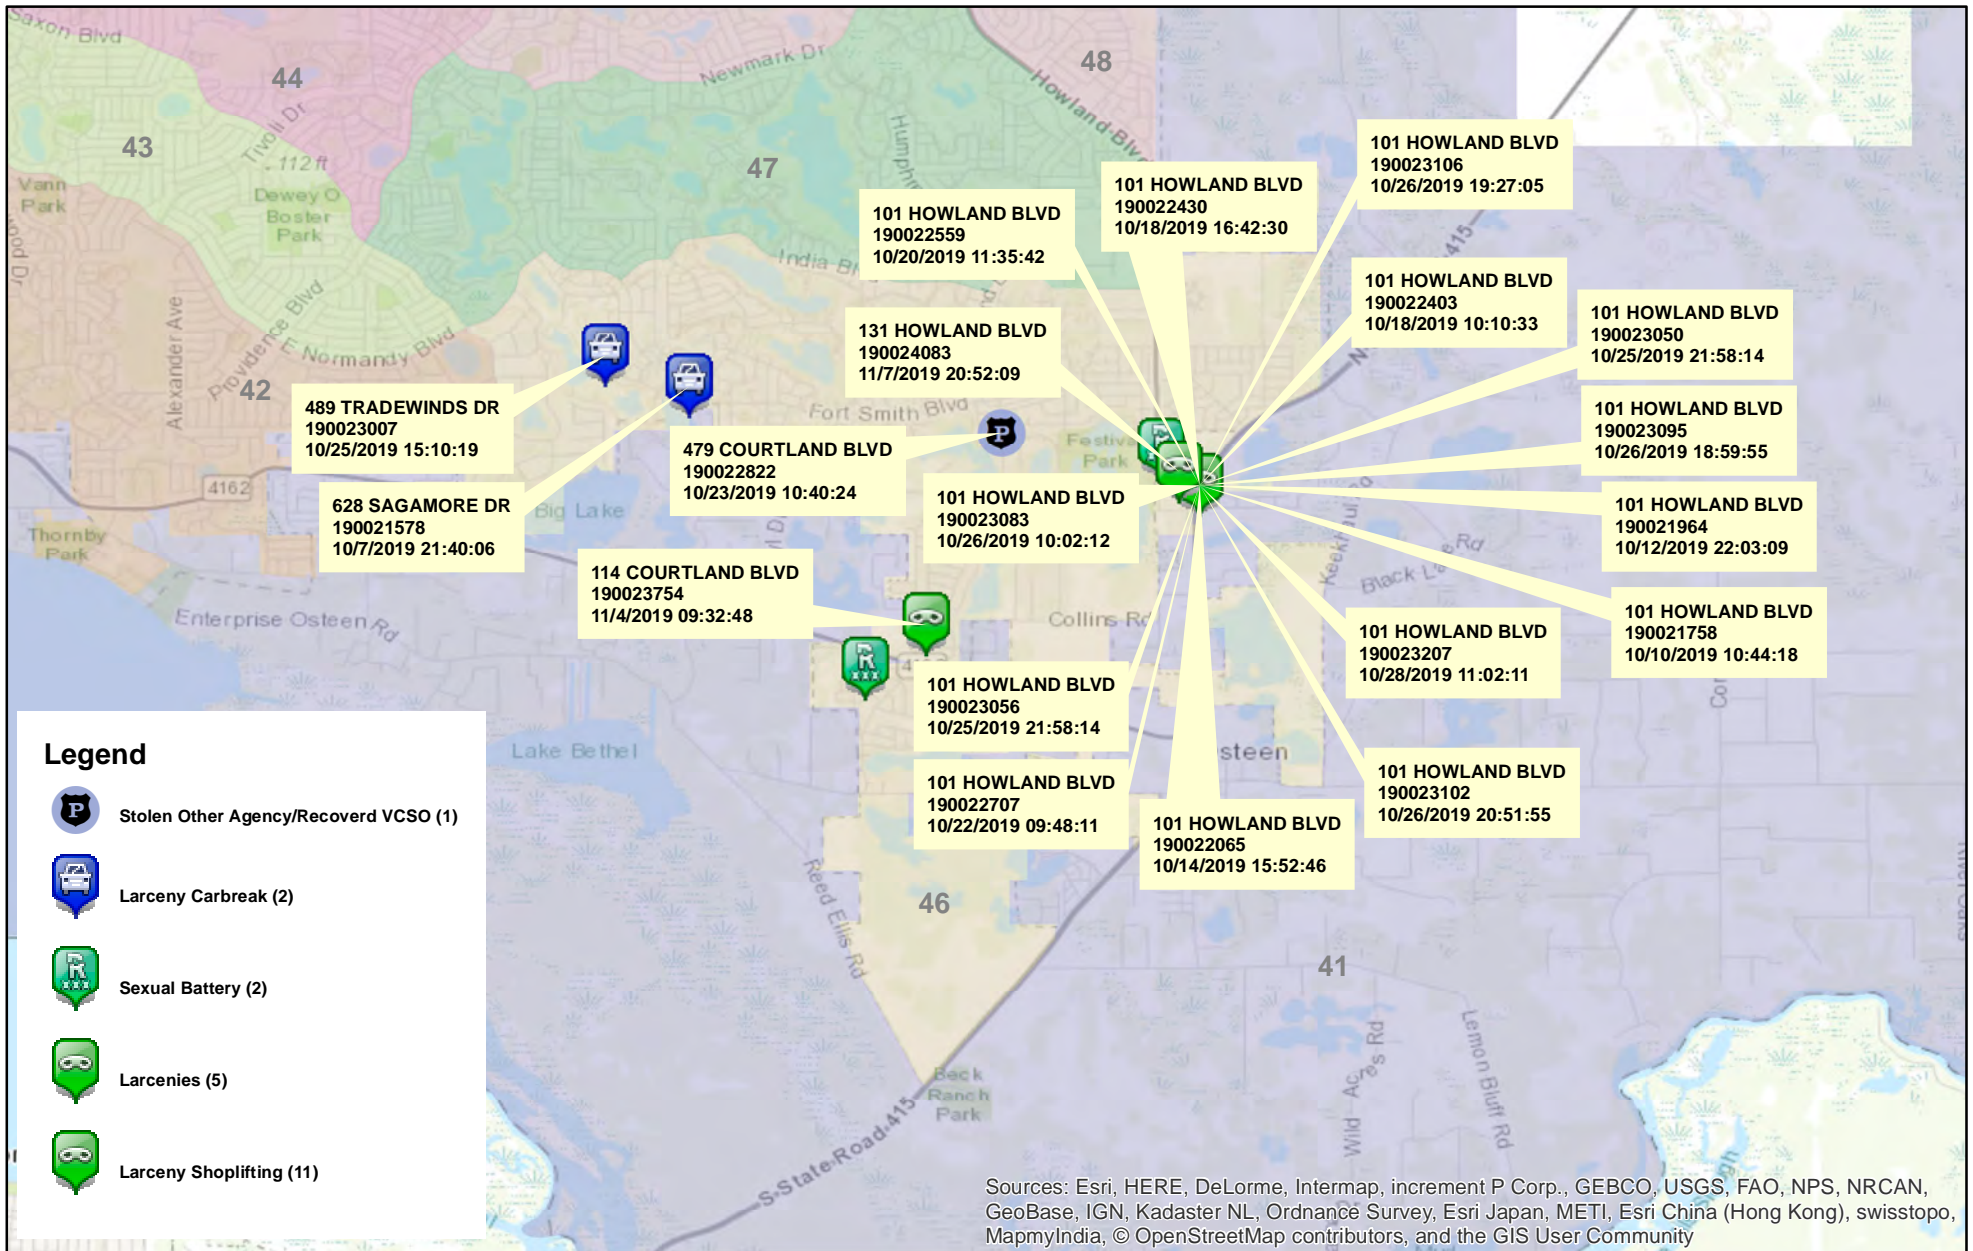 Saxon Blvd
44
48
Newmark Dr
Howland Blvd
43
Tivoli Dr
112 ft
47
Vann
Park
Dewey O
Boster
Park
101 HOWLAND BLVD
190023106
10/26/2019 19:27:05
101 HOWLAND BLVD
190022430
10/18/2019 16:42:30
101 HOWLAND BLVD
190022559
10/20/2019 11:35:42
415
India Bl
101 HOWLAND BLVD
190022403
10/18/2019 10:10:33
101 HOWLAND BLVD
190023050
10/25/2019 21:58:14
131 HOWLAND BLVD
190024083
11/7/2019 20:52:09
Alexander Ave
Providence Blvd
E Normandy Blvd
42
489 TRADEWINDS DR
190023007
10/25/2019 15:10:19
Fort Smith Blvd
P
101 HOWLAND BLVD
190023095
10/26/2019 18:59:55
479 COURTLAND BLVD
190022822
10/23/2019 10:40:24
Festiva
Park
R
4162
628 SAGAMORE DR
190021578
10/7/2019 21:40:06
Big Lake
101 HOWLAND BLVD
190023083
10/26/2019 10:02:12
101 HOWLAND BLVD
190021964
10/12/2019 22:03:09
Thornby
Park
Black L
Rd
114 COURTLAND BLVD
190023754
11/4/2019 09:32:48
Enterprise Osteen Rd
Collins Rd
101 HOWLAND BLVD
190021758
10/10/2019 10:44:18
101 HOWLAND BLVD
190023207
10/28/2019 11:02:11
R
101 HOWLAND BLVD
190023056
10/25/2019 21:58:14
Lake Bethel
steen
101 HOWLAND BLVD
190022707
10/22/2019 09:48:11
101 HOWLAND BLVD
190023102
10/26/2019 20:51:55
101 HOWLAND BLVD
190022065
10/14/2019 15:52:46
Reed Ellis Rd
46
41
Lemon Bluff Rd
Wild Acres Rd
Beck
Ranch
Park
S State Road 415
Legend
P
Stolen Other Agency/Recoverd VCSO (1)
Larceny Carbreak (2)
R
Sexual Battery (2)
Larcenies (5)
Larceny Shoplifting (11)
Sources: Esri, HERE, DeLorme, Intermap, increment P Corp., GEBCO, USGS, FAO, NPS, NRCAN,
GeoBase, IGN, Kadaster NL, Ordnance Survey, Esri Japan, METI, Esri China (Hong Kong), swisstopo,
MapmyIndia, © OpenStreetMap contributors, and the GIS User Community